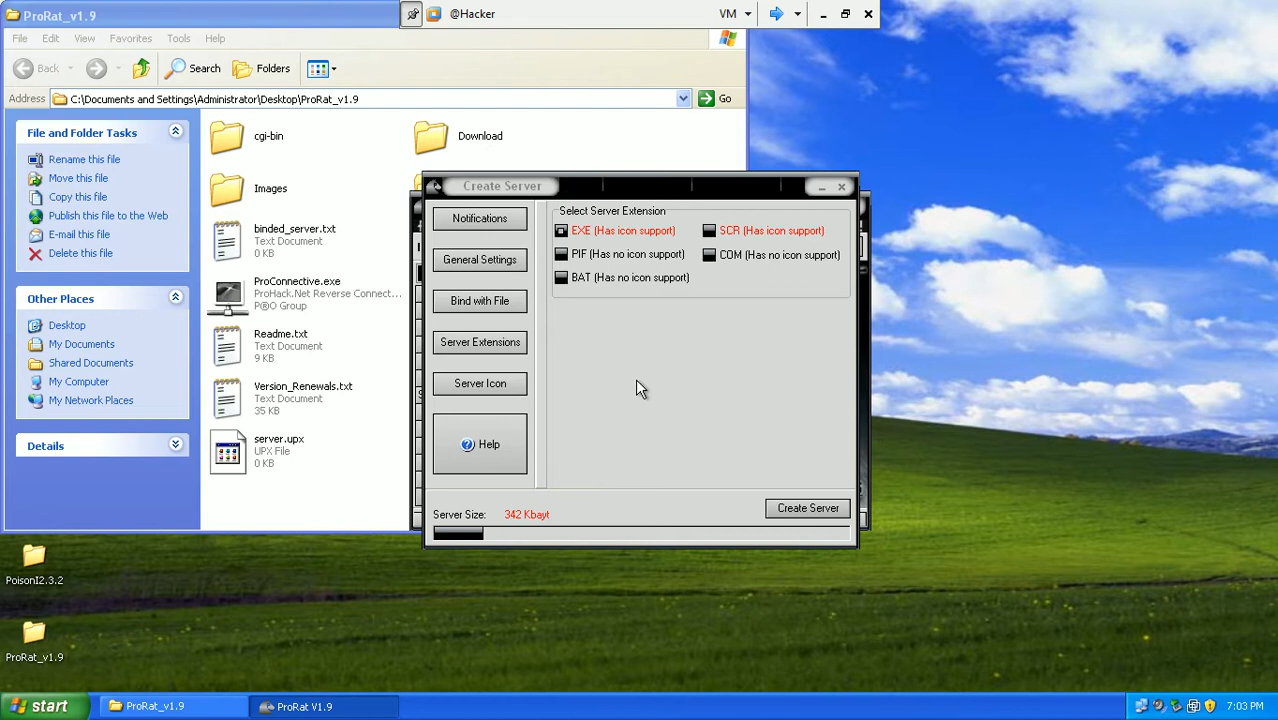 ProRat_v1.9
@Hacker
VM
File Edit View Favorites Tools Help
Back Search Folders
Address C:\Documents and Settings\Administrator\Desktop\ProRat_v1.9 Go
File and Folder Tasks
Rename this file
Move this file
Copy this file
Publish this file to the Web
E-mail this file
Delete this file
Other Places
Desktop
My Documents
Shared Documents
My Computer
My Network Places
Details
cgi-bin
Download
Images
binded_server.txt
Text Document
0 KB
ProConnective.exe
ProHack.Net Reverse Connect...
P®O Group
Readme.txt
Text Document
9 KB
Version_Renewals.txt
Text Document
35 KB
server.upx
UPX File
0 KB
Create Server
Notifications
General Settings
Bind with File
Server Extensions
Server Icon
Help
Select Server Extension
EXE (Has icon support)
SCR (Has icon support)
PIF (Has no icon support)
COM (Has no icon support)
BAT (Has no icon support)
Server Size: 342 Kbayt
Create Server
PoisonI2.3.2
ProRat_v1.9
start
ProRat_v1.9
ProRat V1.9
7:03 PM